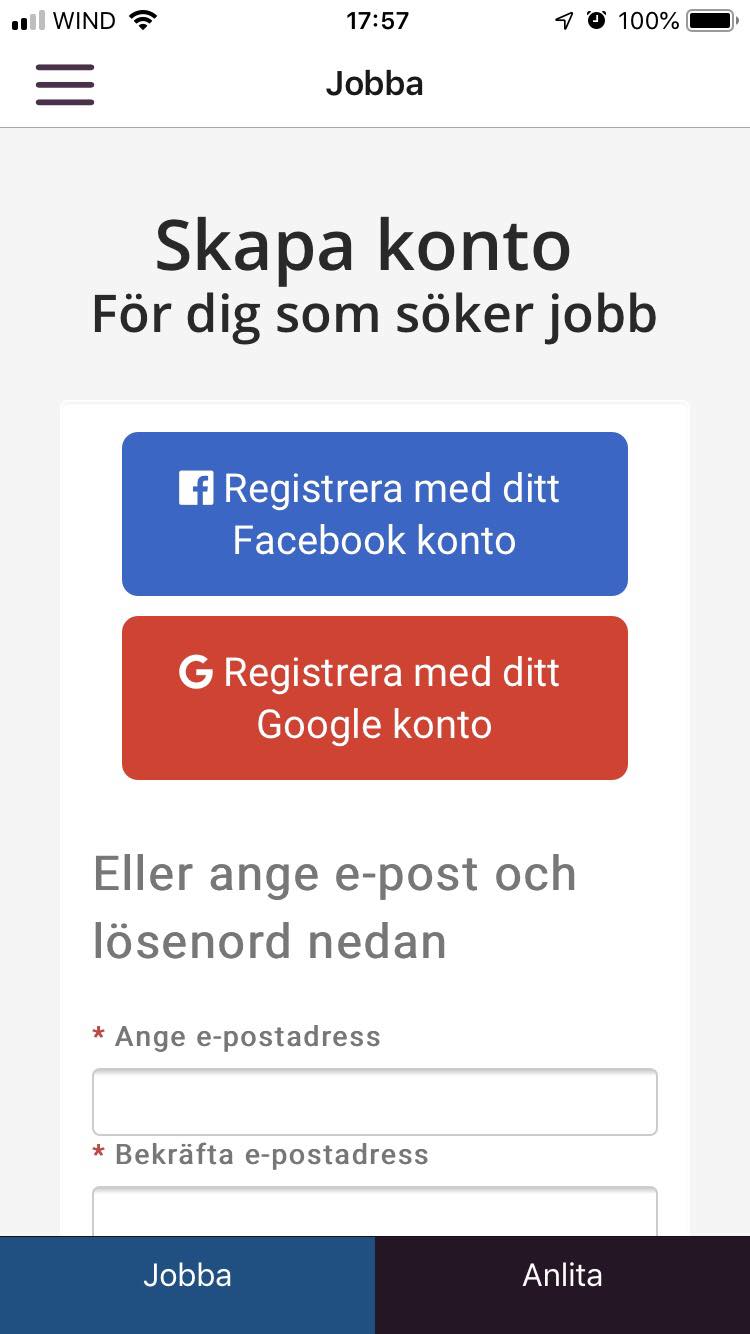 WIND 17:57 100%
Jobba
Skapa konto
För dig som söker jobb
Registrera med ditt
Facebook konto
Registrera med ditt
Google konto
Eller ange e-post och
lösenord nedan
* Ange e-postadress
* Bekräfta e-postadress
Jobba Anlita